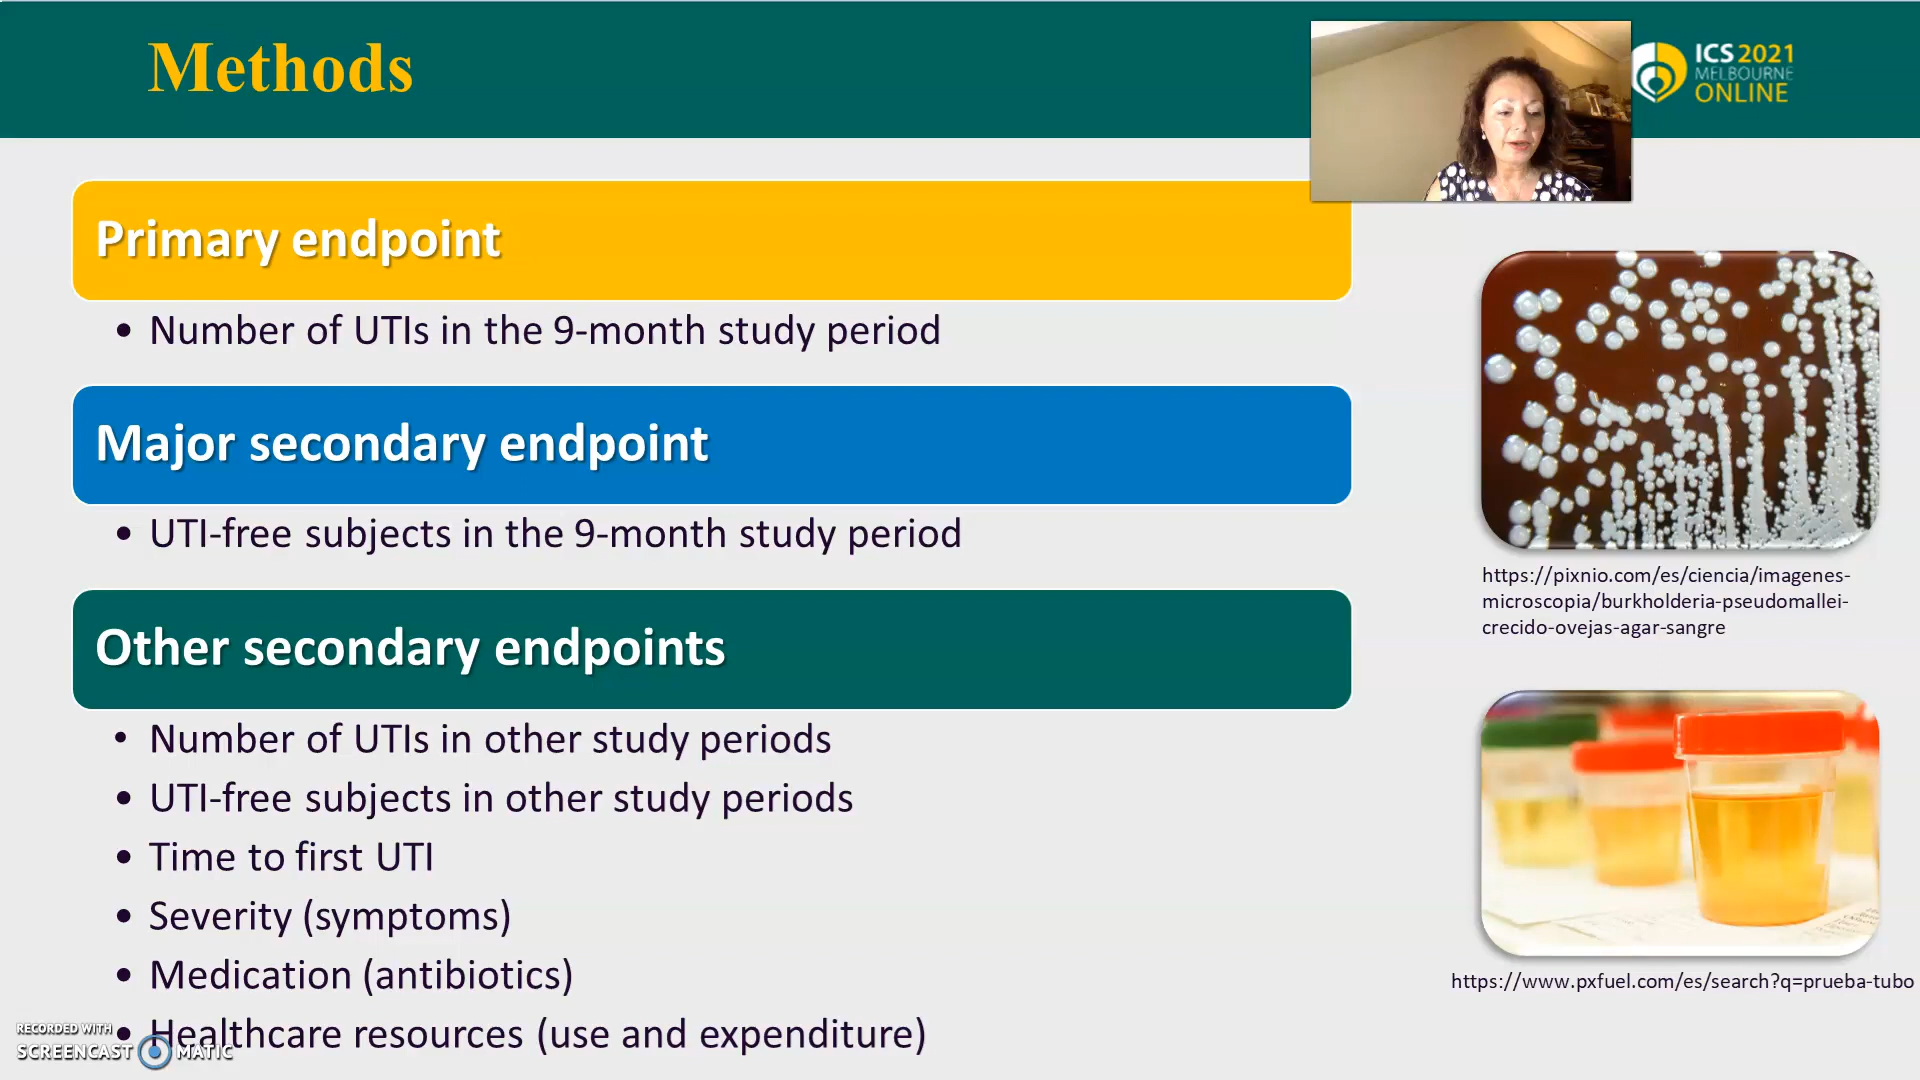 Methods
ICS 2021
MELBOURNE
ONLINE
Primary endpoint
• Number of UTIs in the 9-month study period
Major secondary endpoint
• UTI-free subjects in the 9-month study period
Other secondary endpoints
• Number of UTIs in other study periods
• UTI-free subjects in other study periods
• Time to first UTI
• Severity (symptoms)
• Medication (antibiotics)
• Healthcare resources (use and expenditure)
https://pixnio.com/es/ciencia/imagenes-
microscopia/burkholderia-pseudomallei-
crecido-ovejas-agar-sangre
https://www.pxfuel.com/es/search?q=prueba-tubo
RECORDED WITH
SCREENCAST MATIC